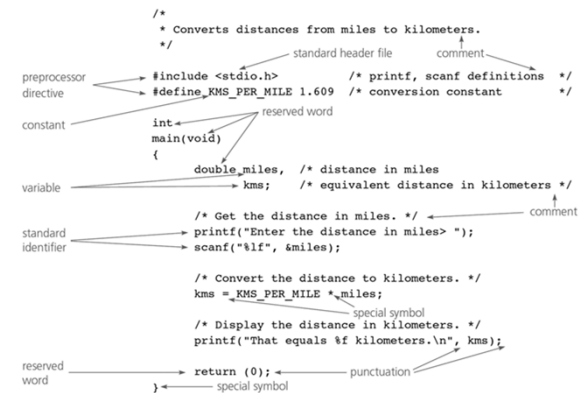 /*
* Converts distances from miles to kilometers.
*/
standard header file comment
preprocessor directive
#include <stdio.h> /* printf, scanf definitions */
#define KMS_PER_MILE 1.609 /* conversion constant */
reserved word
constant
int
main(void)
{
double miles, /* distance in miles
variable
kms; /* equivalent distance in kilometers */
comment
/* Get the distance in miles. */
standard identifier
printf("Enter the distance in miles> ");
scanf("%lf", &miles);
/* Convert the distance to kilometers. */
kms = KMS_PER_MILE * miles;
special symbol
/* Display the distance in kilometers. */
printf("That equals %f kilometers.\n", kms);
reserved word
return (0);
punctuation
} special symbol